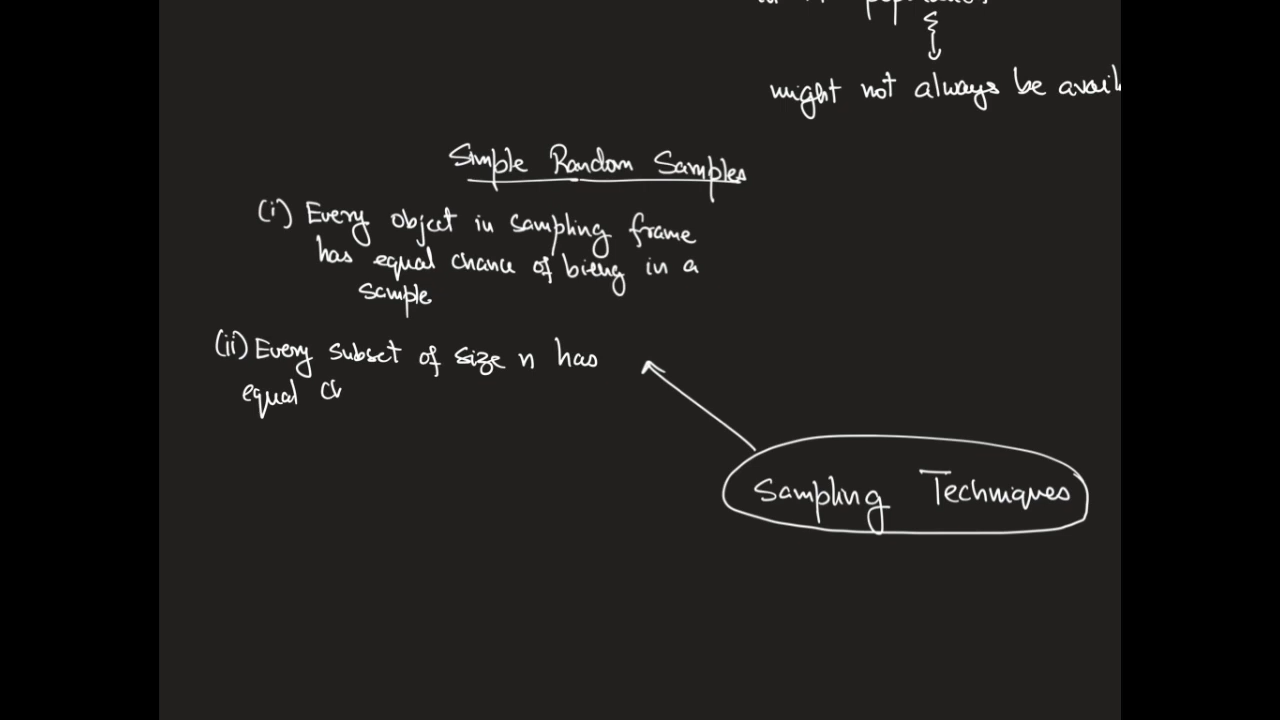 might not always be avail
Simple Random Samples
(i) Every object in sampling frame
has equal chance of bieng in a
sample
(ii) Every subset of size n has
equal ch
Sampling Techniques